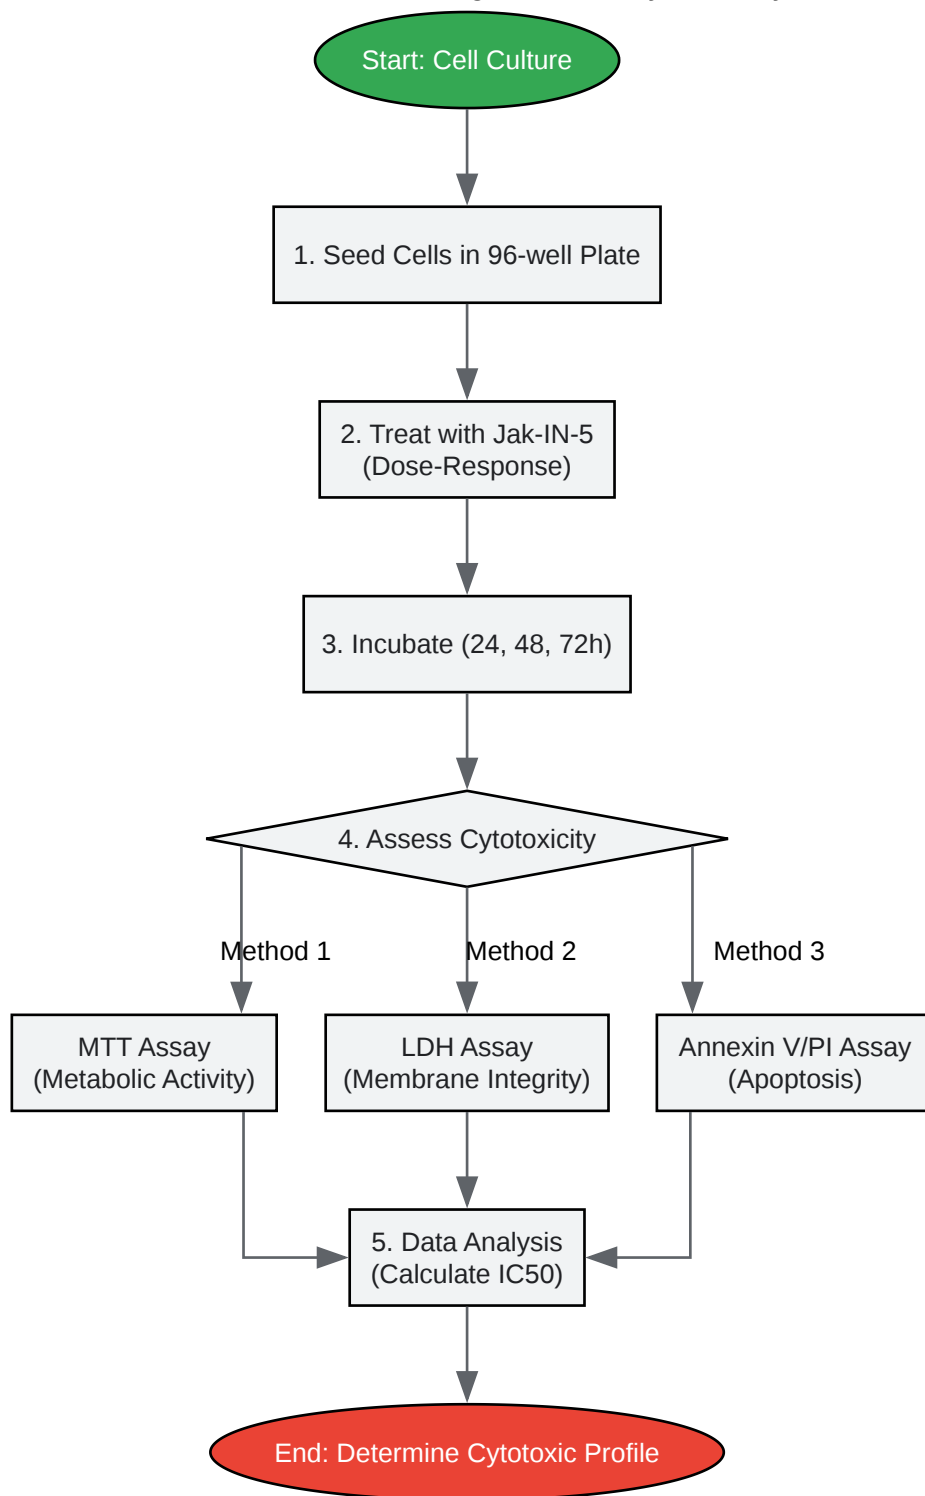 Start: Cell Culture
1. Seed Cells in 96-well Plate
2. Treat with Jak-IN-5
(Dose-Response)
3. Incubate (24, 48, 72h)
4. Assess Cytotoxicity
Method 1
Method 2
Method 3
MTT Assay
(Metabolic Activity)
LDH Assay
(Membrane Integrity)
Annexin V/PI Assay
(Apoptosis)
5. Data Analysis
(Calculate IC50)
End: Determine Cytotoxic Profile